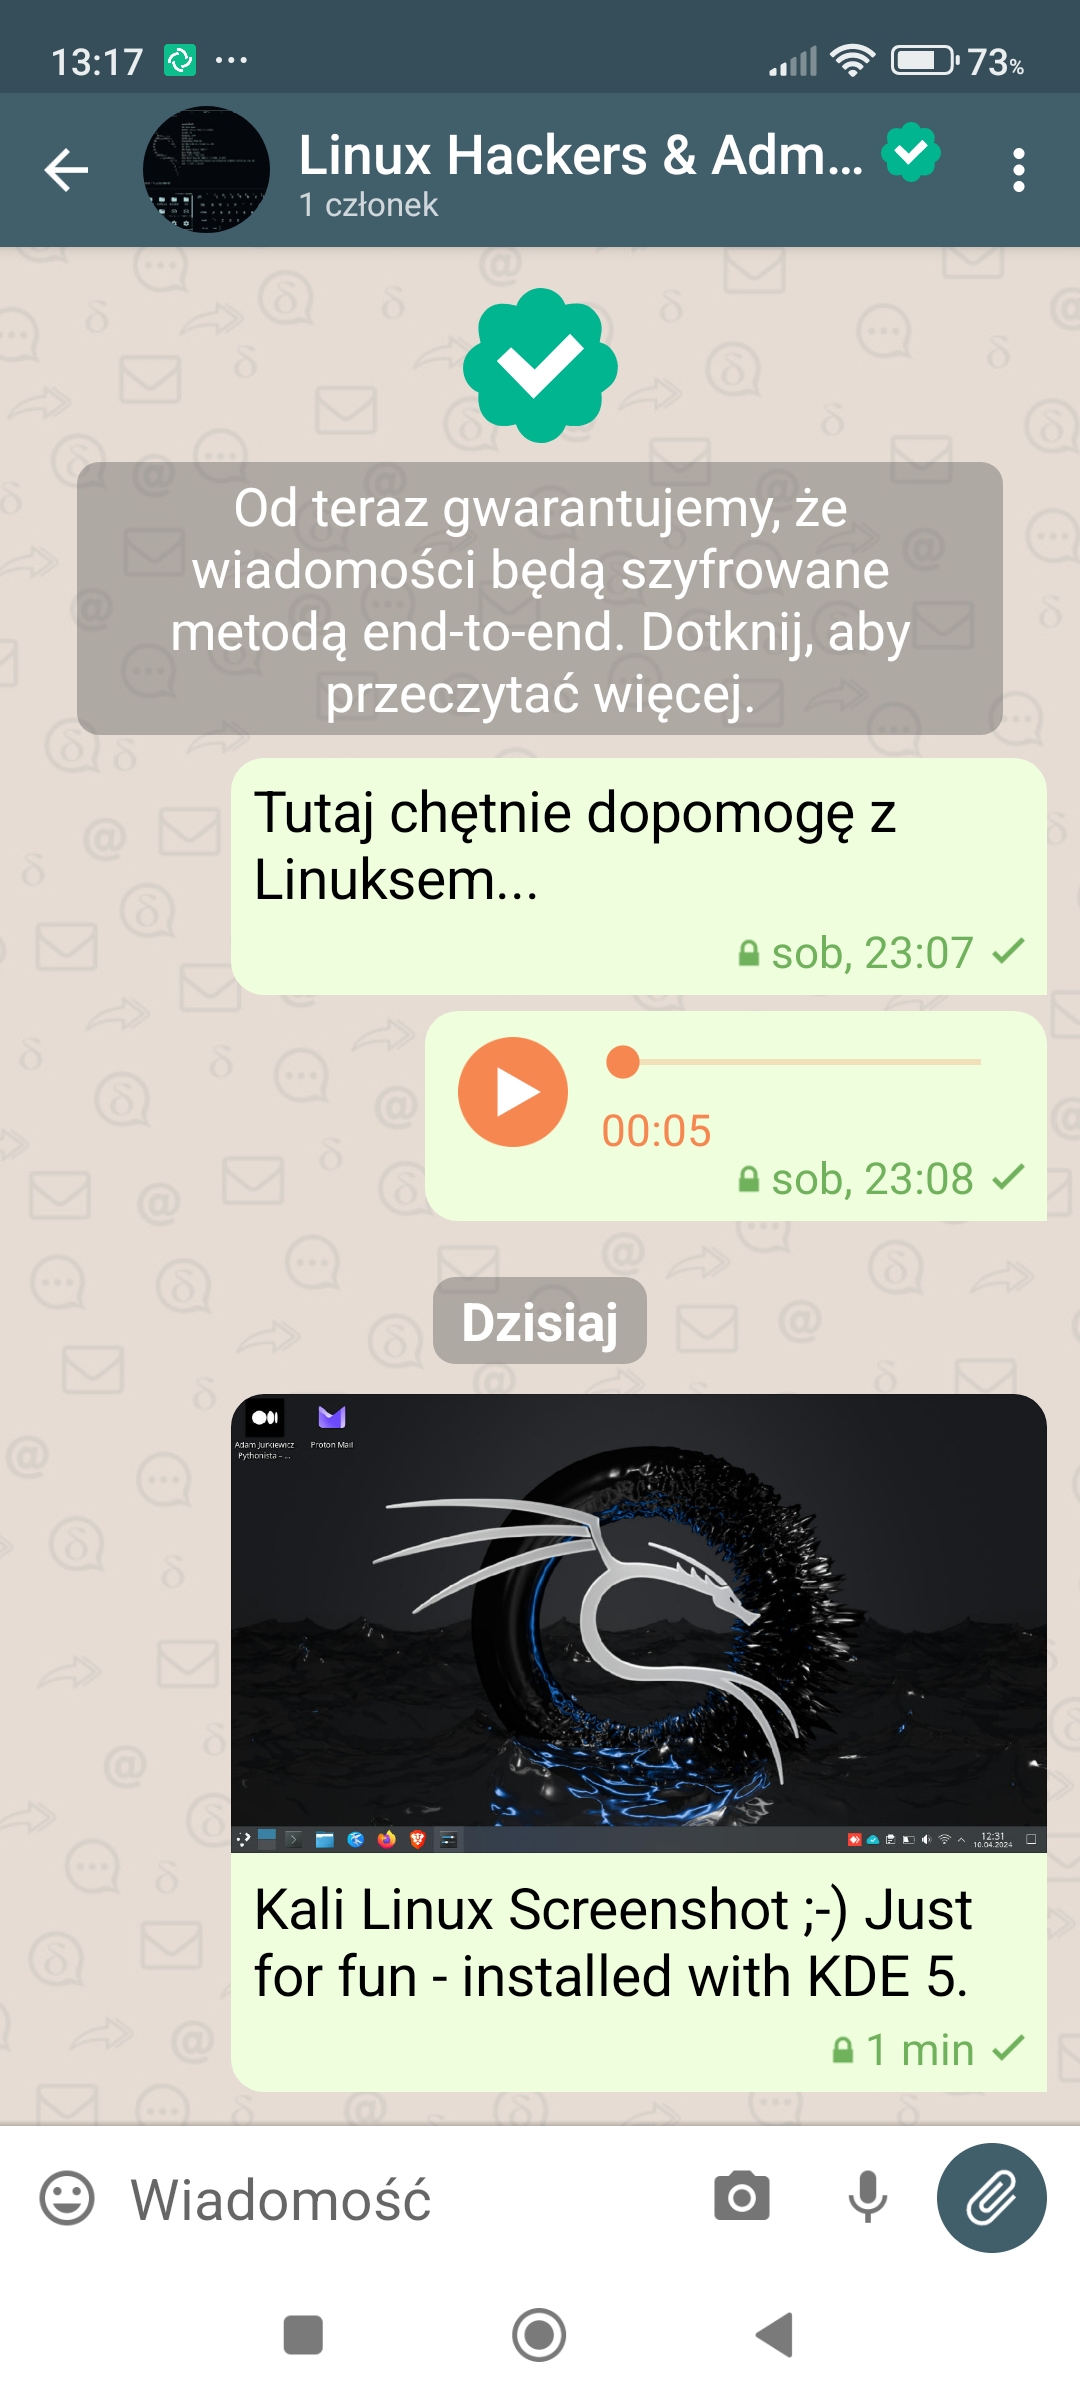 13:17
73%
Linux Hackers & Adm...
1 członek
Od teraz gwarantujemy, że
wiadomości będą szyfrowane
metodą end-to-end. Dotknij, aby
przeczytać więcej.
Tutaj chętnie dopomogę z
Linuksem...
sob, 23:07
00:05
sob, 23:08
Dzisiaj
Adam Jurkiewicz
Pythonista – ...
Proton Mail
12:31
10.04.2024
Kali Linux Screenshot ;-) Just
for fun - installed with KDE 5.
1 min
Wiadomość